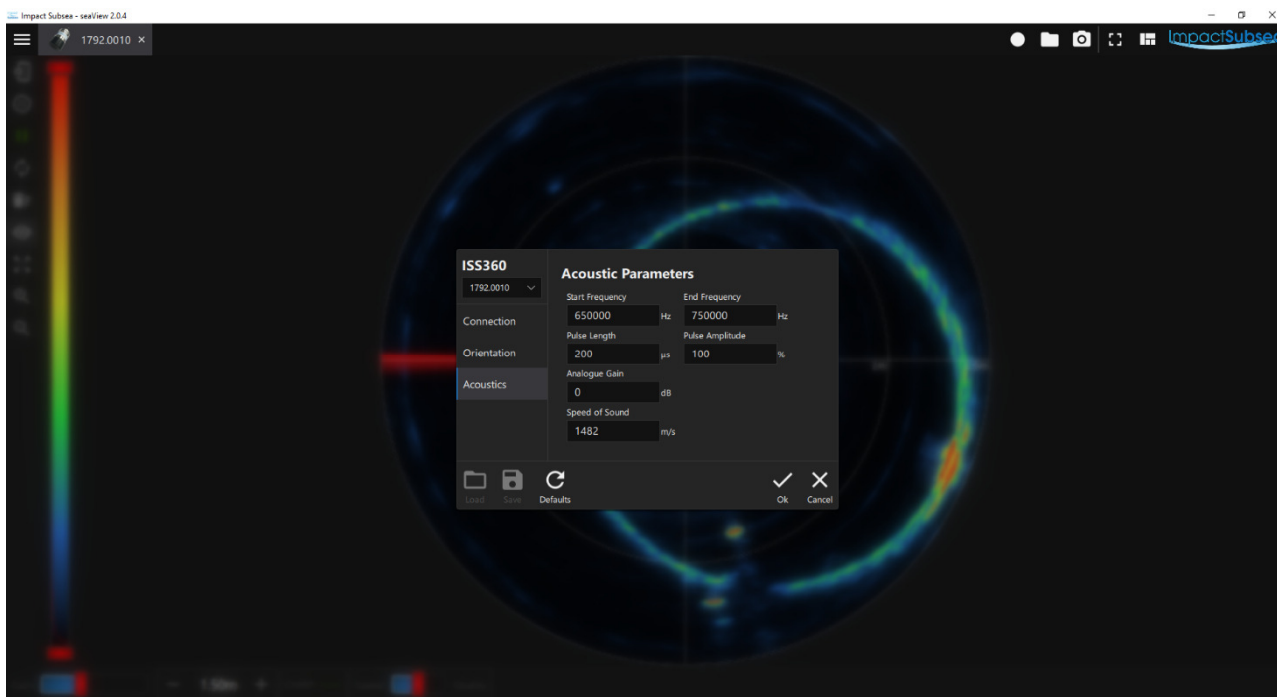 Impact Subsea - seaView 2.0.4
1792.0010
ImpactSubsea
ISS360
1792.0010
Connection
Orientation
Acoustics
Acoustic Parameters
Start Frequency End Frequency
650000 Hz 750000 Hz
Pulse Length Pulse Amplitude
200 µs 100 %
Analogue Gain
0 dB
Speed of Sound
1482 m/s
Load Save Defaults Ok Cancel
1.50m